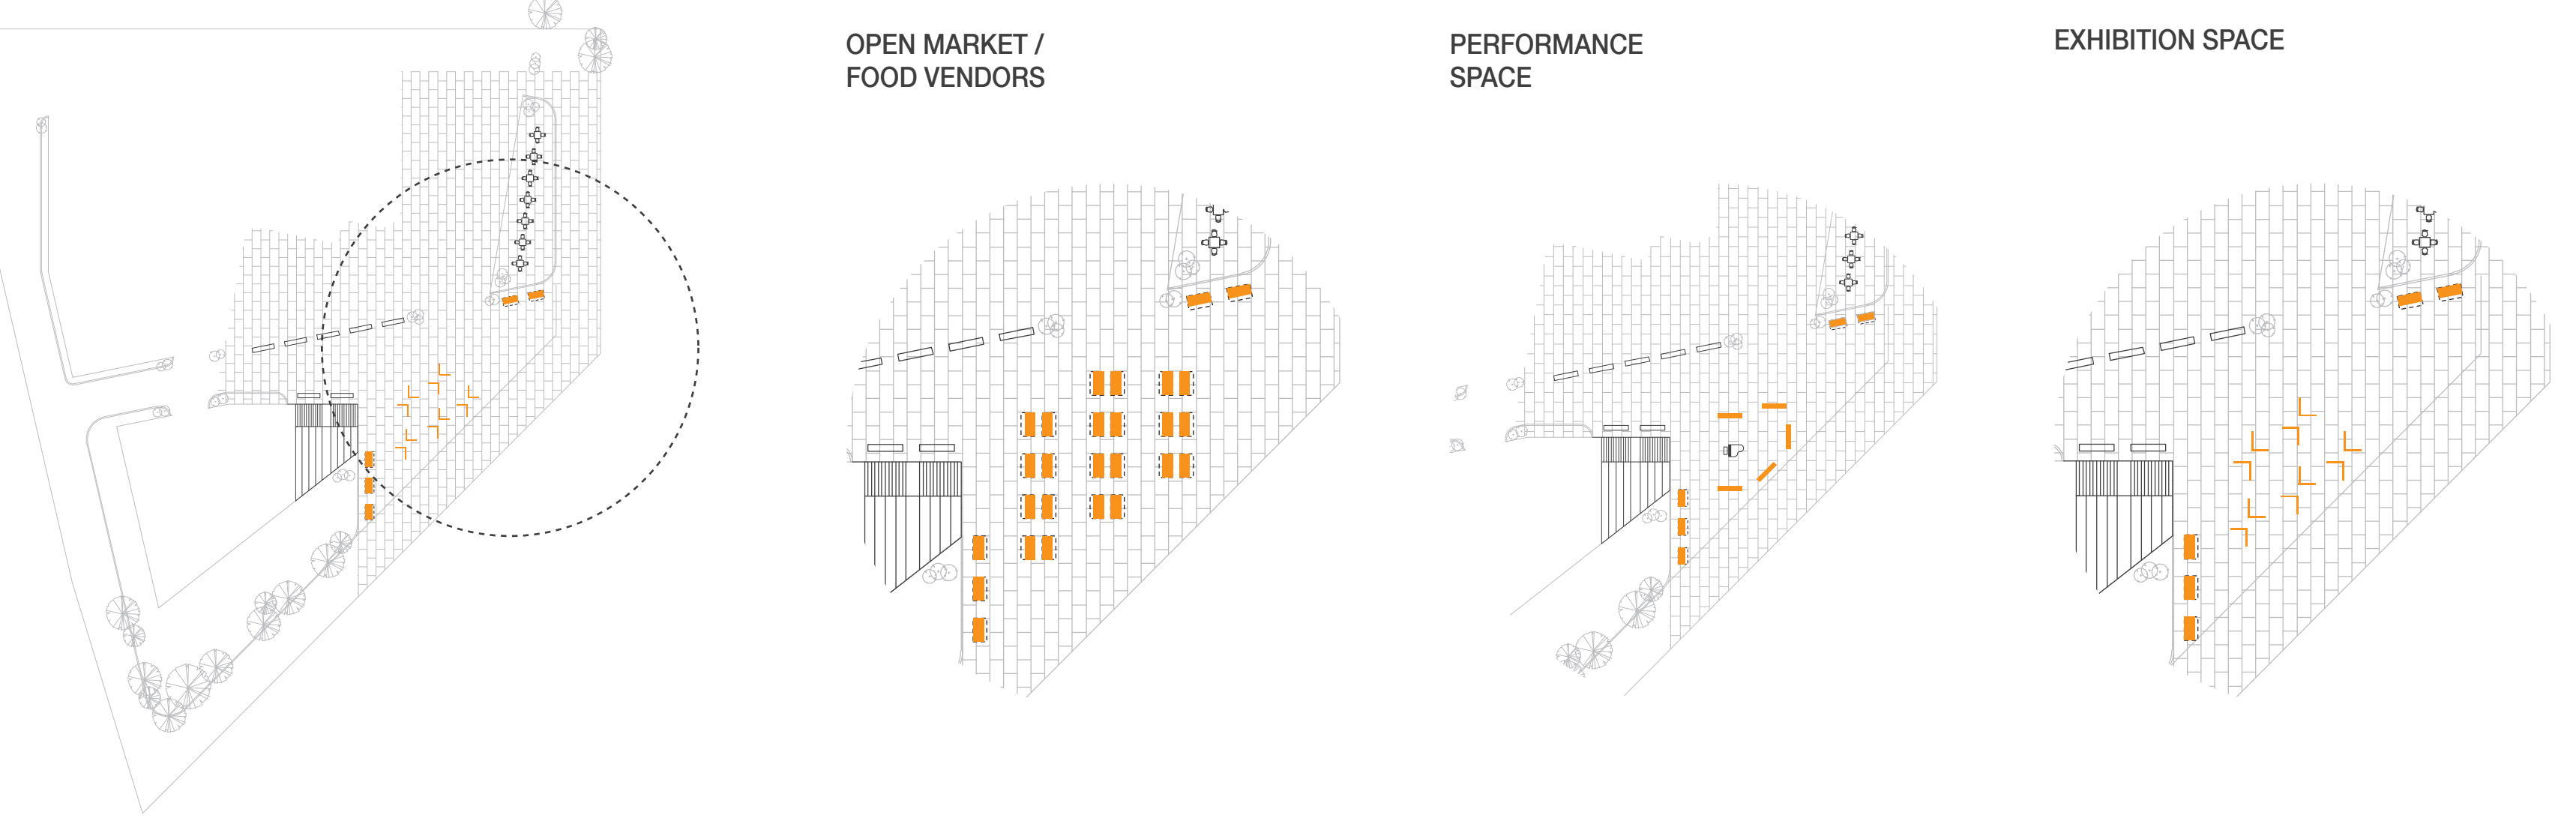 OPEN MARKET /
FOOD VENDORS
PERFORMANCE
SPACE
EXHIBITION SPACE